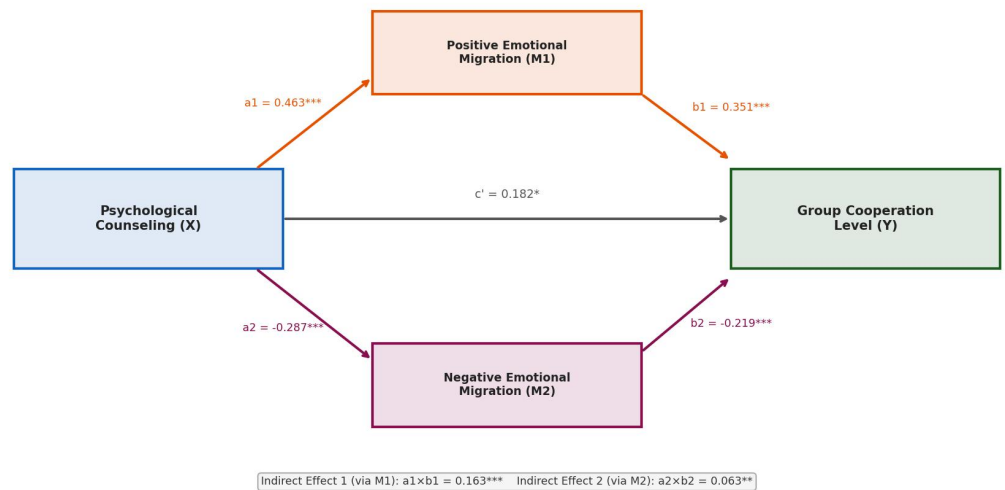 Positive Emotional
Migration (M1)
a1 = 0.463***
b1 = 0.351***
c' = 0.182*
Psychological
Counseling (X)
Group Cooperation
Level (Y)
a2 = -0.287***
b2 = -0.219***
Negative Emotional
Migration (M2)
Indirect Effect 1 (via M1): a1×b1 = 0.163*** Indirect Effect 2 (via M2): a2×b2 = 0.063**